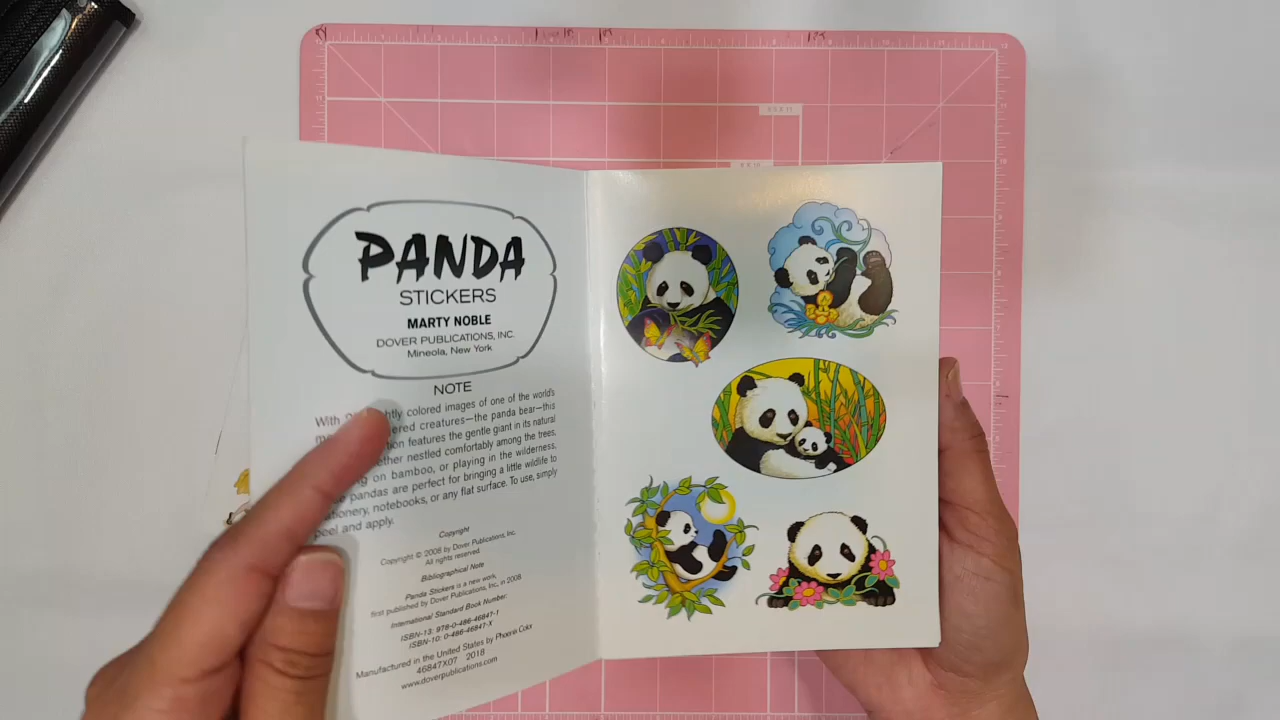 PANDA
STICKERS
MARTY NOBLE
DOVER PUBLICATIONS, INC.
Mineola, New York
NOTE
With colored images of one of the world's
creatures—the panda bear—this
features the gentle giant in its natural
nestled comfortably among the trees,
on bamboo, or playing in the wilderness,
pandas are perfect for bringing a little wildlife to
notebooks, or any flat surface. To use, simply
peel and apply.
Copyright
Copyright © 2008 by Dover Publications, Inc.
All rights reserved.
Bibliographical Note
Panda Stickers is a new work,
first published by Dover Publications, Inc., in 2008
International Standard Book Number:
ISBN-13: 978-0-486-46847-1
ISBN-10: 0-486-46847-X
Manufactured in the United States by Phoenix Color
46847X07 2018
www.doverpublications.com